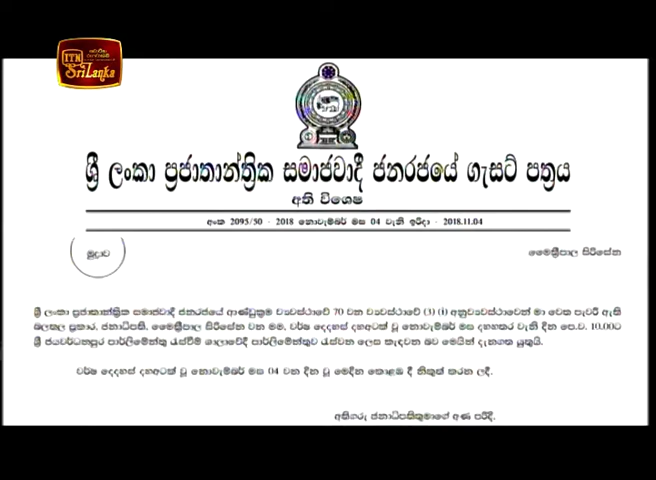 ITN
Sri Lanka
ශ්‍රී ලංකා ප්‍රජාතාන්ත්‍රික සමාජවාදී ජනරජයේ ගැසට් පත්‍රය
අති විශෙෂ
අංක 2095/50 - 2018 නොවැම්බර් මස 04 වැනි ඉරිදා - 2018.11.04
මුද්‍රාව
මෛත්‍රීපාල සිරිසේන
ශ්‍රී ලංකා ප්‍රජාතාන්ත්‍රික සමාජවාදී ජනරජයේ ආණ්ඩුක්‍රම ව්‍යවස්ථාවේ 70 වන ව්‍යවස්ථාවේ (3) (i) අනුව්‍යවස්ථාවෙන් මා වෙත පැවරී ඇති
බලතල ප්‍රකාර, ජනාධිපති, මෛත්‍රීපාල සිරිසේන වන මම, වර්ෂ දෙදහස් දහඅටක් වූ නොවැම්බර් මස දහහතර වැනි දින පෙ.ව. 10.00ට
ශ්‍රී ජයවර්ධනපුර පාර්ලිමේන්තු රැස්වීම් ශාලාවේදී පාර්ලිමේන්තුව රැස්වන ලෙස කැඳවන බව මෙයින් දැනගත යුතුයි.
වර්ෂ දෙදහස් දහඅටක් වූ නොවැම්බර් මස 04 වන දින වූ මෙදින කොළඹ දී නිකුත් කරන ලදී.
අතිගරු ජනාධිපතිතුමාගේ අණ පරිදි.